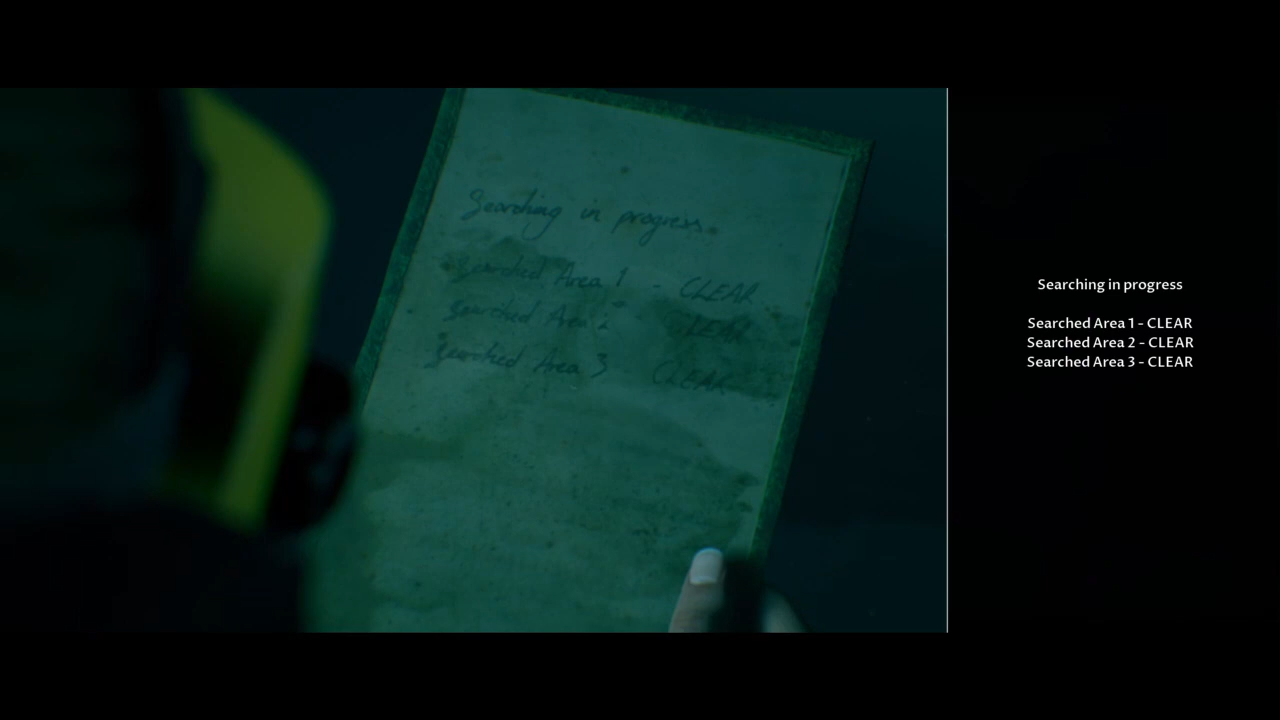 Searching in progress
Searched Area 1 - CLEAR
Searched Area 2 LEAR
Searched Area 3 CLEAR
Searching in progress
Searched Area 1 - CLEAR
Searched Area 2 - CLEAR
Searched Area 3 - CLEAR